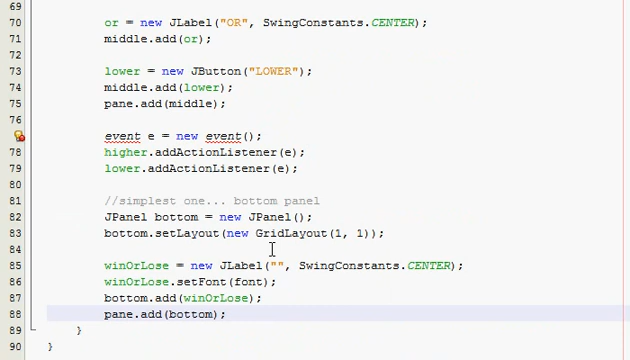 69
70 or = new JLabel("OR", SwingConstants.CENTER);
71 middle.add(or);
72
73 lower = new JButton("LOWER");
74 middle.add(lower);
75 pane.add(middle);
76
event e = new event();
78 higher.addActionListener(e);
79 lower.addActionListener(e);
80
81 //simplest one... bottom panel
82 JPanel bottom = new JPanel();
83 bottom.setLayout(new GridLayout(1, 1));
84
85 winOrLose = new JLabel("", SwingConstants.CENTER);
86 winOrLose.setFont(font);
87 bottom.add(winOrLose);
88 pane.add(bottom);
89 }
90 }